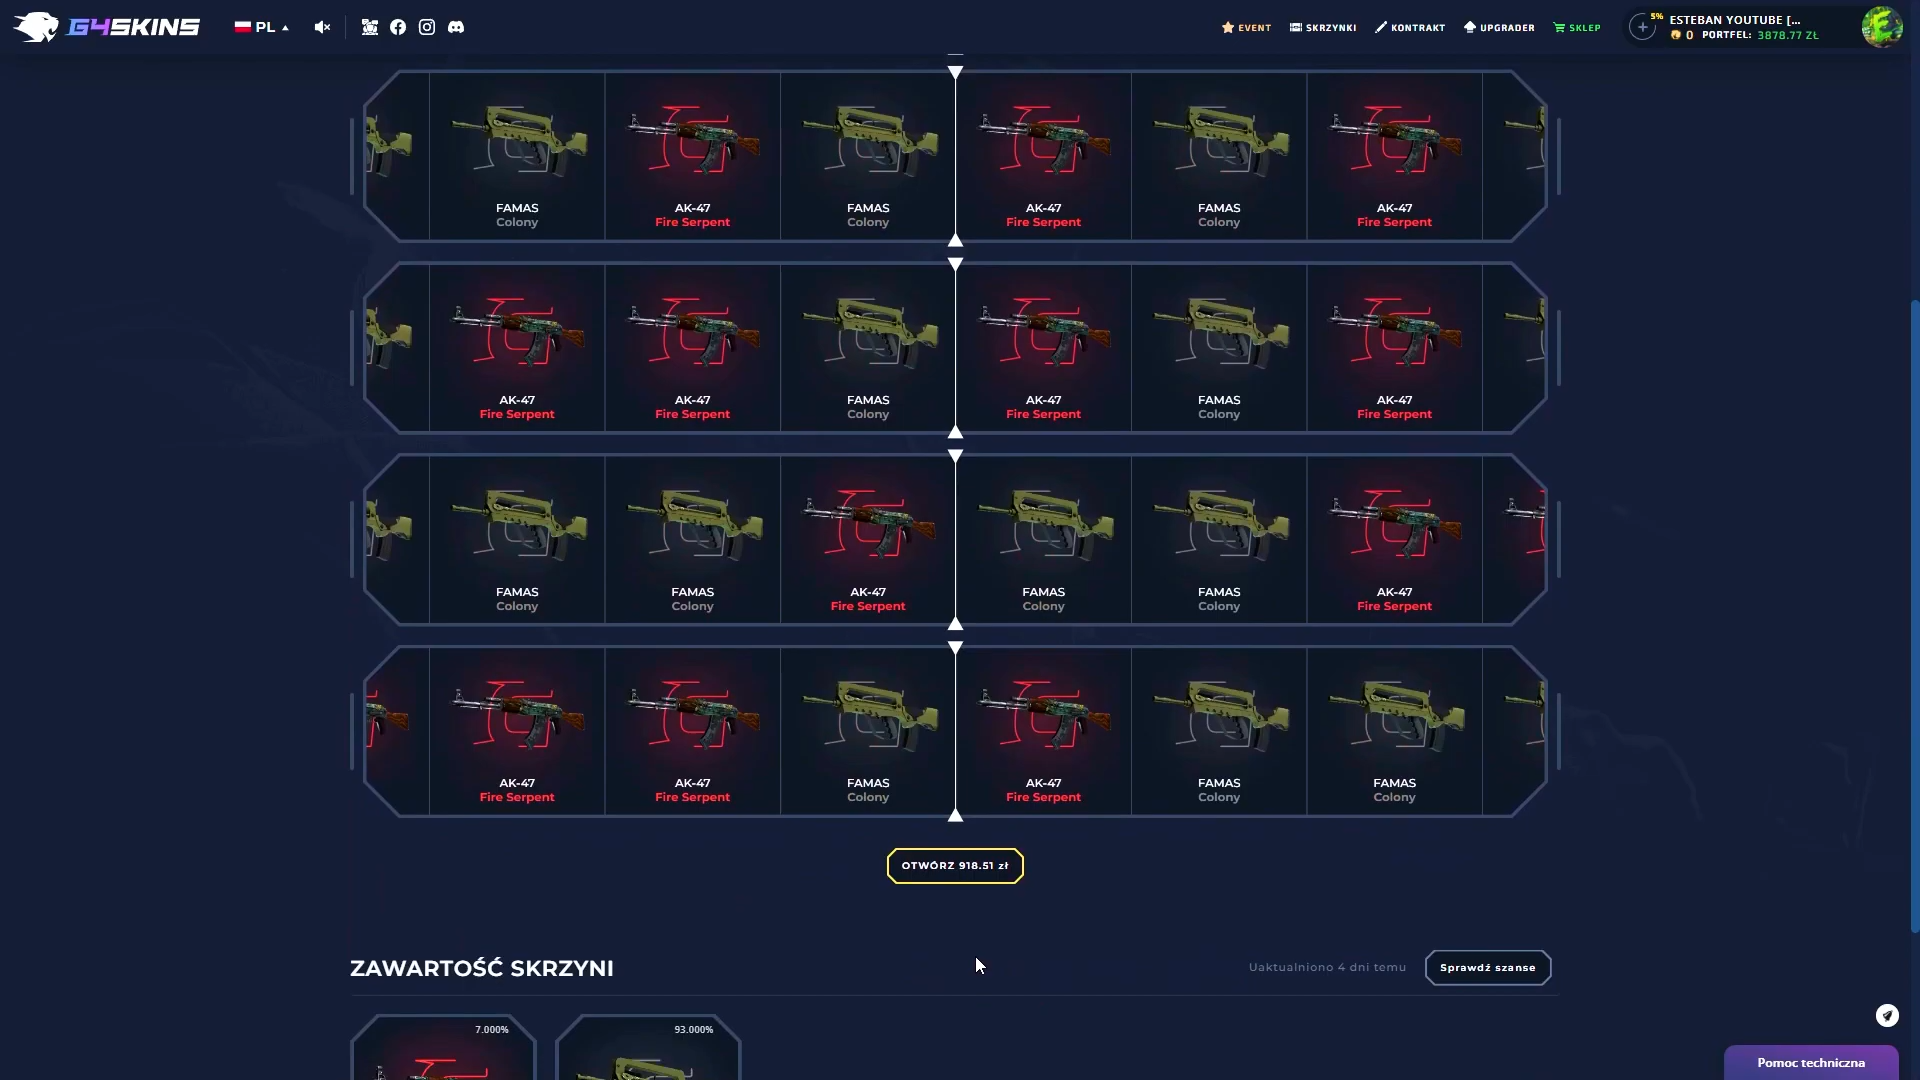 G4SKINS
PL
EVENT
SKRZYNKI
KONTRAKT
UPGRADER
SKLEP
5%
ESTEBAN YOUTUBE [...
0 PORTFEL: 3878.77 ZŁ
FAMAS
Colony
AK-47
Fire Serpent
FAMAS
Colony
AK-47
Fire Serpent
FAMAS
Colony
AK-47
Fire Serpent
AK-47
Fire Serpent
AK-47
Fire Serpent
FAMAS
Colony
AK-47
Fire Serpent
FAMAS
Colony
AK-47
Fire Serpent
FAMAS
Colony
FAMAS
Colony
AK-47
Fire Serpent
FAMAS
Colony
FAMAS
Colony
AK-47
Fire Serpent
AK-47
Fire Serpent
AK-47
Fire Serpent
FAMAS
Colony
AK-47
Fire Serpent
FAMAS
Colony
FAMAS
Colony
OTWÓRZ 918.51 zł
ZAWARTOŚĆ SKRZYNI
Uaktualniono 4 dni temu
Sprawdź szanse
7.000%
93.000%
Pomoc techniczna